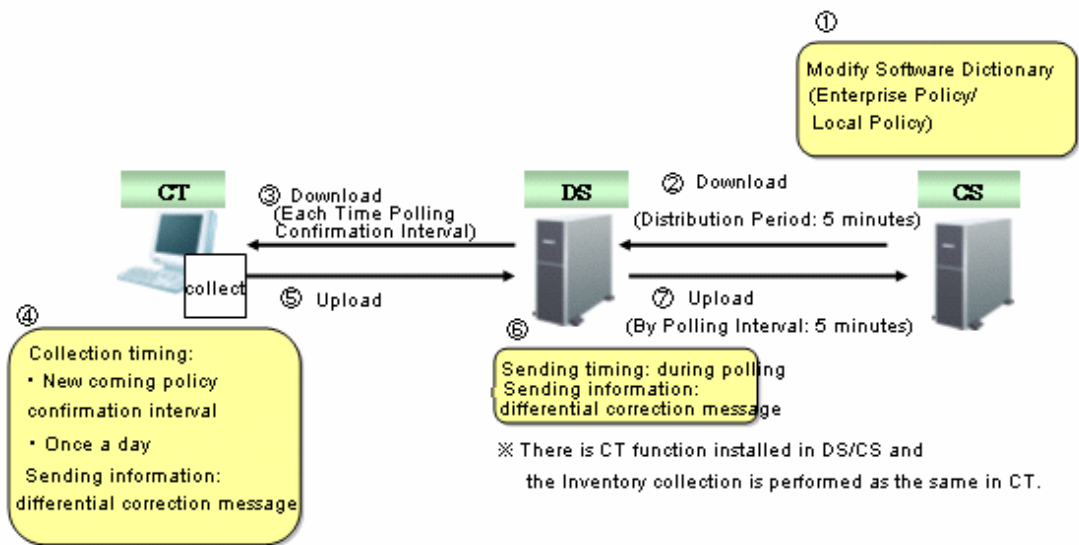 ①
Modify Software Dictionary
(Enterprise Policy/
Local Policy)
CT
DS
CS
③ Download
(Each Time Polling
Confirmation Interval)
② Download
(Distribution Period: 5 minutes)
collect
⑤ Upload
⑦ Upload
(By Polling Interval: 5 minutes)
④
Collection timing:
・New coming policy
confirmation interval
・Once a day
Sending information:
differential correction message
⑥
Sending timing: during polling
Sending information:
differential correction message
※ There is CT function installed in DS/CS and
the Inventory collection is performed as the same in CT.